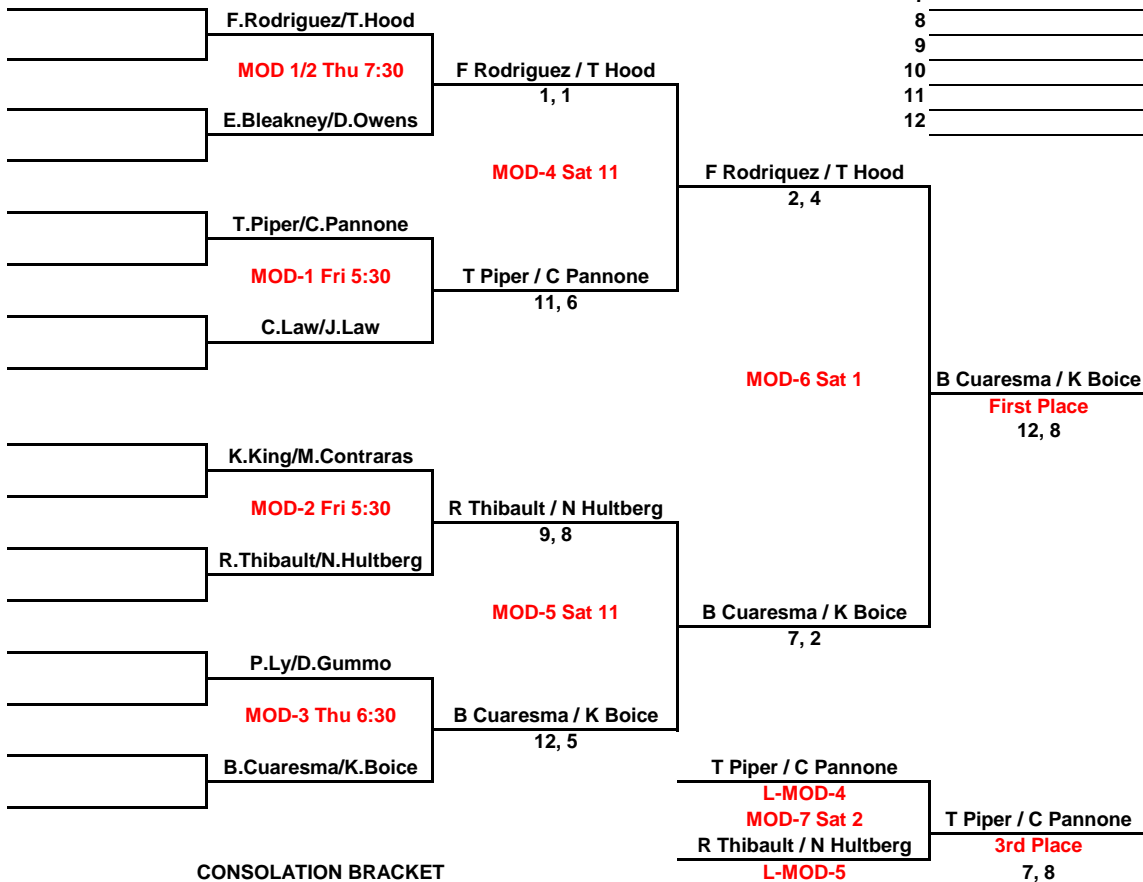 F.Rodriguez/T.Hood
8
9
MOD 1/2 Thu 7:30
F Rodriguez / T Hood
10
1, 1
11
E.Bleakney/D.Owens
12
MOD-4 Sat 11
F Rodriquez / T Hood
2, 4
T.Piper/C.Pannone
MOD-1 Fri 5:30
T Piper / C Pannone
11, 6
C.Law/J.Law
MOD-6 Sat 1
B Cuaresma / K Boice
First Place
12, 8
K.King/M.Contraras
MOD-2 Fri 5:30
R Thibault / N Hultberg
9, 8
R.Thibault/N.Hultberg
MOD-5 Sat 11
B Cuaresma / K Boice
7, 2
P.Ly/D.Gummo
MOD-3 Thu 6:30
B Cuaresma / K Boice
12, 5
B.Cuaresma/K.Boice
T Piper / C Pannone
L-MOD-4
MOD-7 Sat 2
T Piper / C Pannone
R Thibault / N Hultberg
3rd Place
CONSOLATION BRACKET
L-MOD-5
7, 8